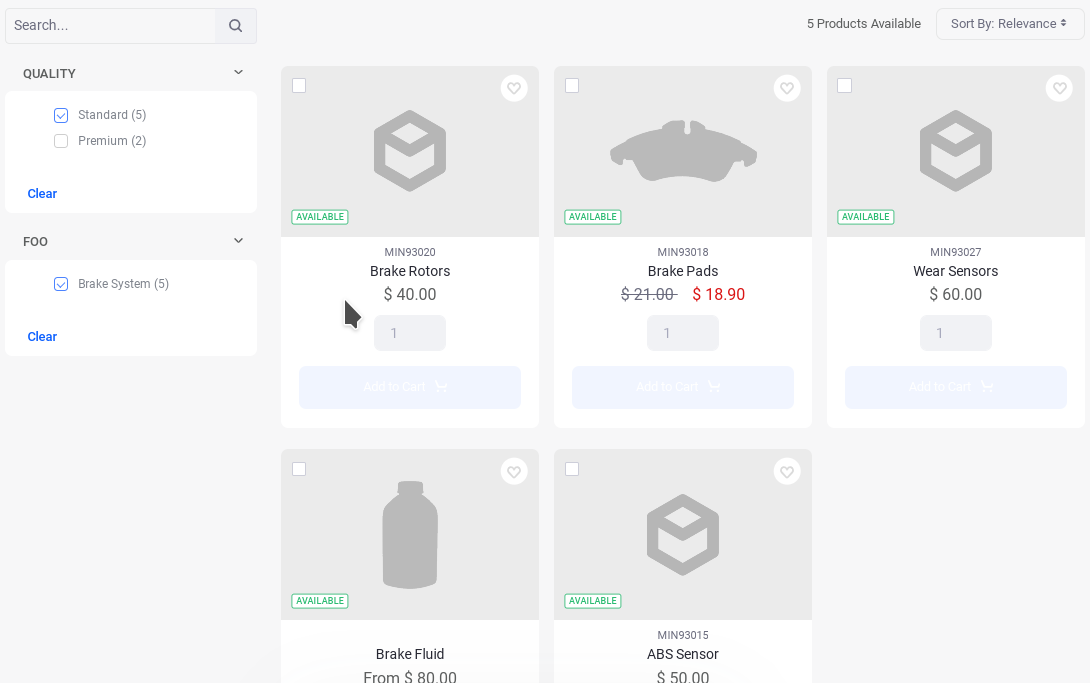 Search...
5 Products Available
Sort By: Relevance
QUALITY
Standard (5)
Premium (2)
Clear
FOO
Brake System (5)
Clear
AVAILABLE
MIN93020
Brake Rotors
$ 40.00
1
Add to Cart
AVAILABLE
MIN93018
Brake Pads
$ 21.00 $ 18.90
1
Add to Cart
AVAILABLE
MIN93027
Wear Sensors
$ 60.00
1
Add to Cart
AVAILABLE
Brake Fluid
From $ 80.00
AVAILABLE
MIN93015
ABS Sensor
$ 50.00